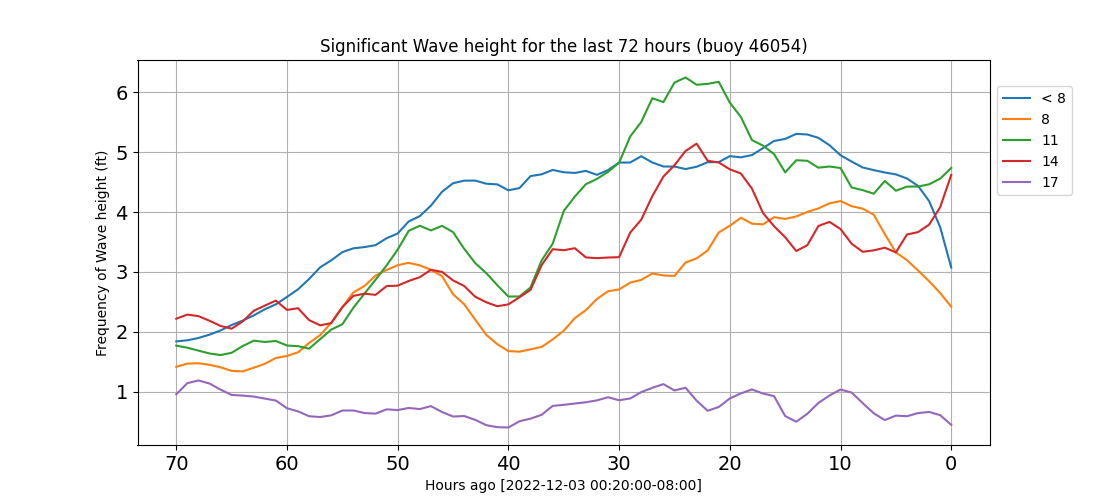 Significant Wave height for the last 72 hours (buoy 46054)
Frequency of Wave height (ft)
6
5
4
3
2
1
70 60 50 40 30 20 10 0
Hours ago [2022-12-03 00:20:00-08:00]
< 8
8
11
14
17